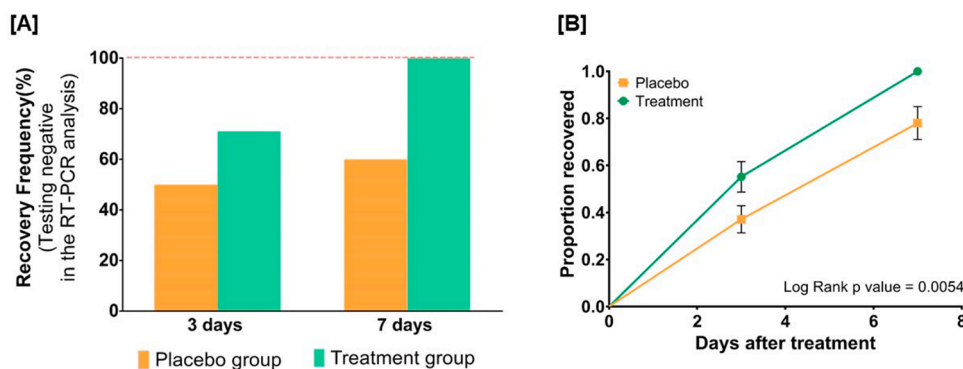 [A]
Recovery Frequency(%)
(Testing negative
in the RT-PCR analysis)
100
80
60
40
20
0
3 days
7 days
Placebo group
Treatment group
[B]
Proportion recovered
1.0
0.8
0.6
0.4
0.2
0.0
Placebo
Treatment
Log Rank p value = 0.0054
0
2
4
6
8
Days after treatment